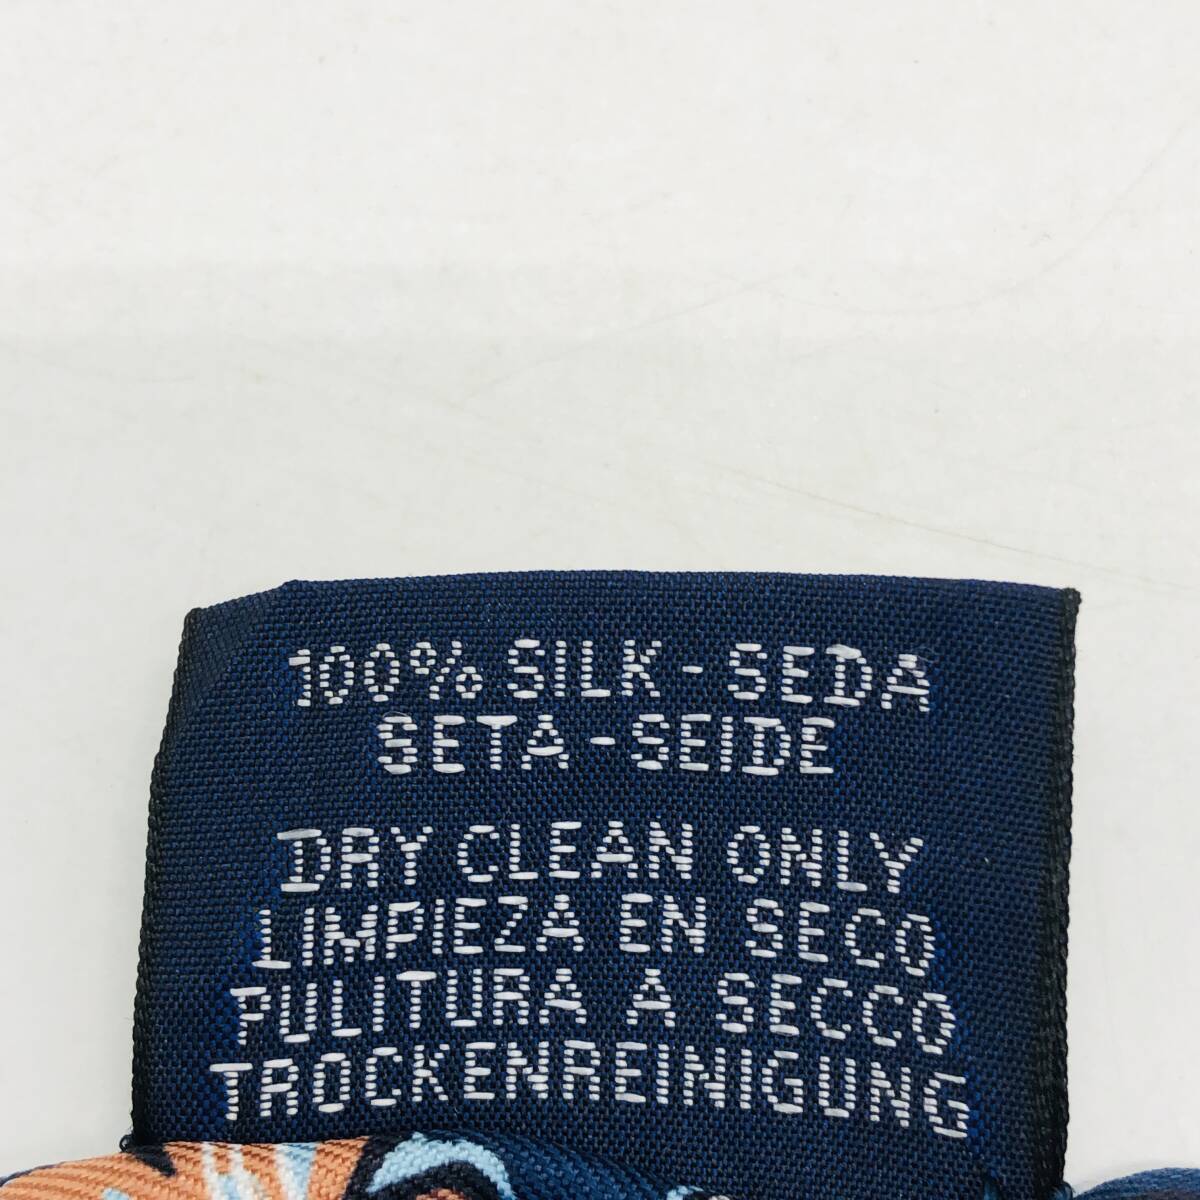 100% SILK - SEDA
SETA - SEIDE
DRY CLEAN ONLY
LIMPIEZA EN SECO
PULITURA A SECCO
TROCKENREINIGUNG